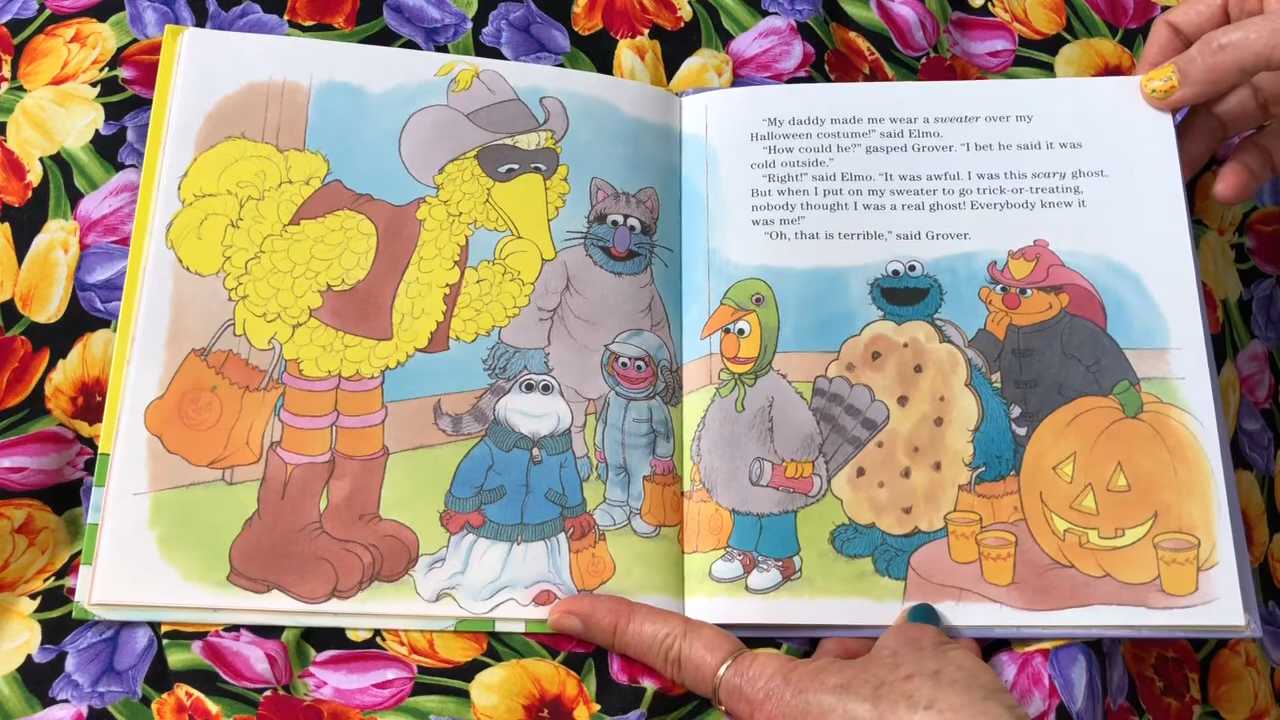 “My daddy made me wear a sweater over my
Halloween costume!” said Elmo.
“How could he?” gasped Grover. “I bet he said it was
cold outside.”
“Right!” said Elmo. “It was awful. I was this scary ghost.
But when I put on my sweater to go trick-or-treating,
nobody thought I was a real ghost! Everybody knew it
was me!”
“Oh, that is terrible,” said Grover.